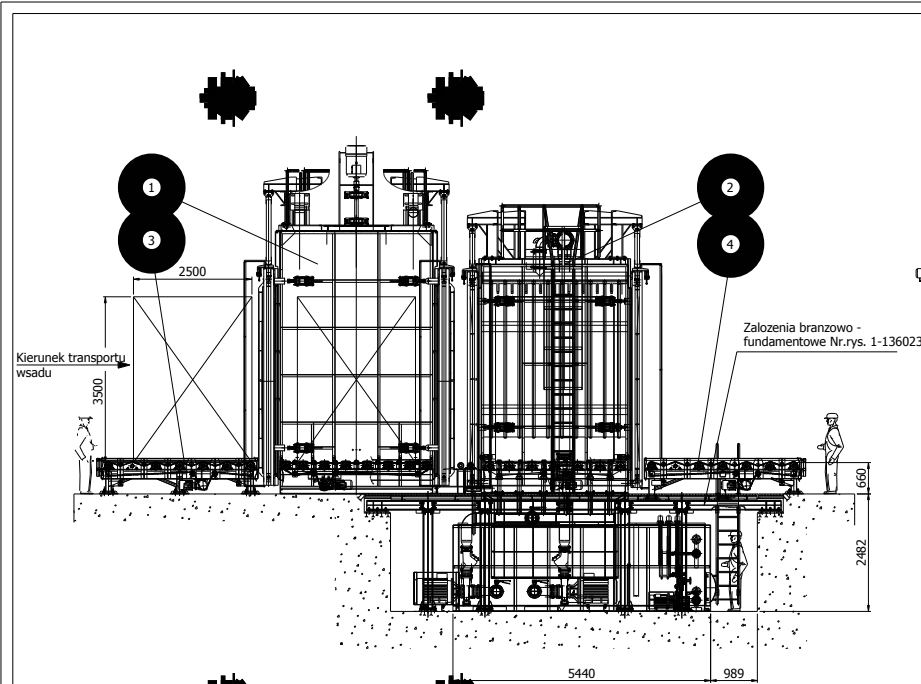 1
2
3
4
2500
Zalozenia branzowo -
fundamentowe Nr.rys. 1-136023
Kierunek transportu
wsadu
3500
660
2482
5440
989